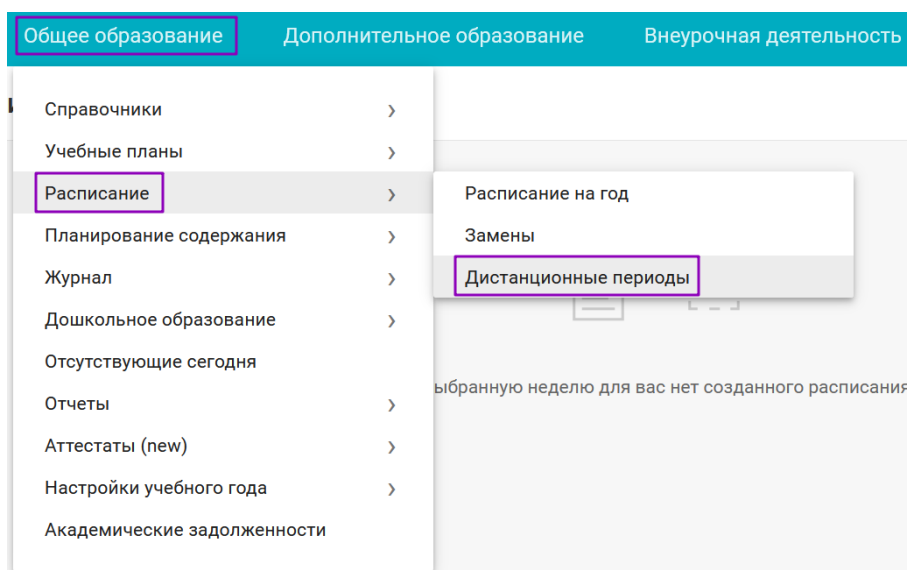 Общее образование Дополнительное образование Внеурочная деятельность
Справочники
Учебные планы
Расписание
Расписание на год
Планирование содержания
Замены
Журнал
Дистанционные периоды
Дошкольное образование
Отсутствующие сегодня
ыбранную неделю для вас нет созданного расписания
Отчеты
Аттестаты (new)
Настройки учебного года
Академические задолженности